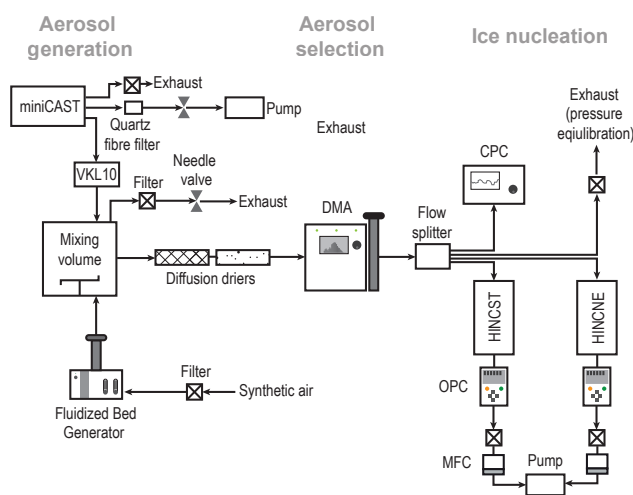 Aerosol
generation
Aerosol
selection
Ice nucleation
miniCAST
Exhaust
Quartz
fibre filter
Pump
Exhaust
Exhaust
(pressure
eqiulibration)
VKL10
Filter
Needle
valve
Exhaust
CPC
Mixing
volume
Diffusion driers
DMA
Flow
splitter
HINCST
HINCNE
Fluidized Bed
Generator
Filter
Synthetic air
OPC
MFC
Pump